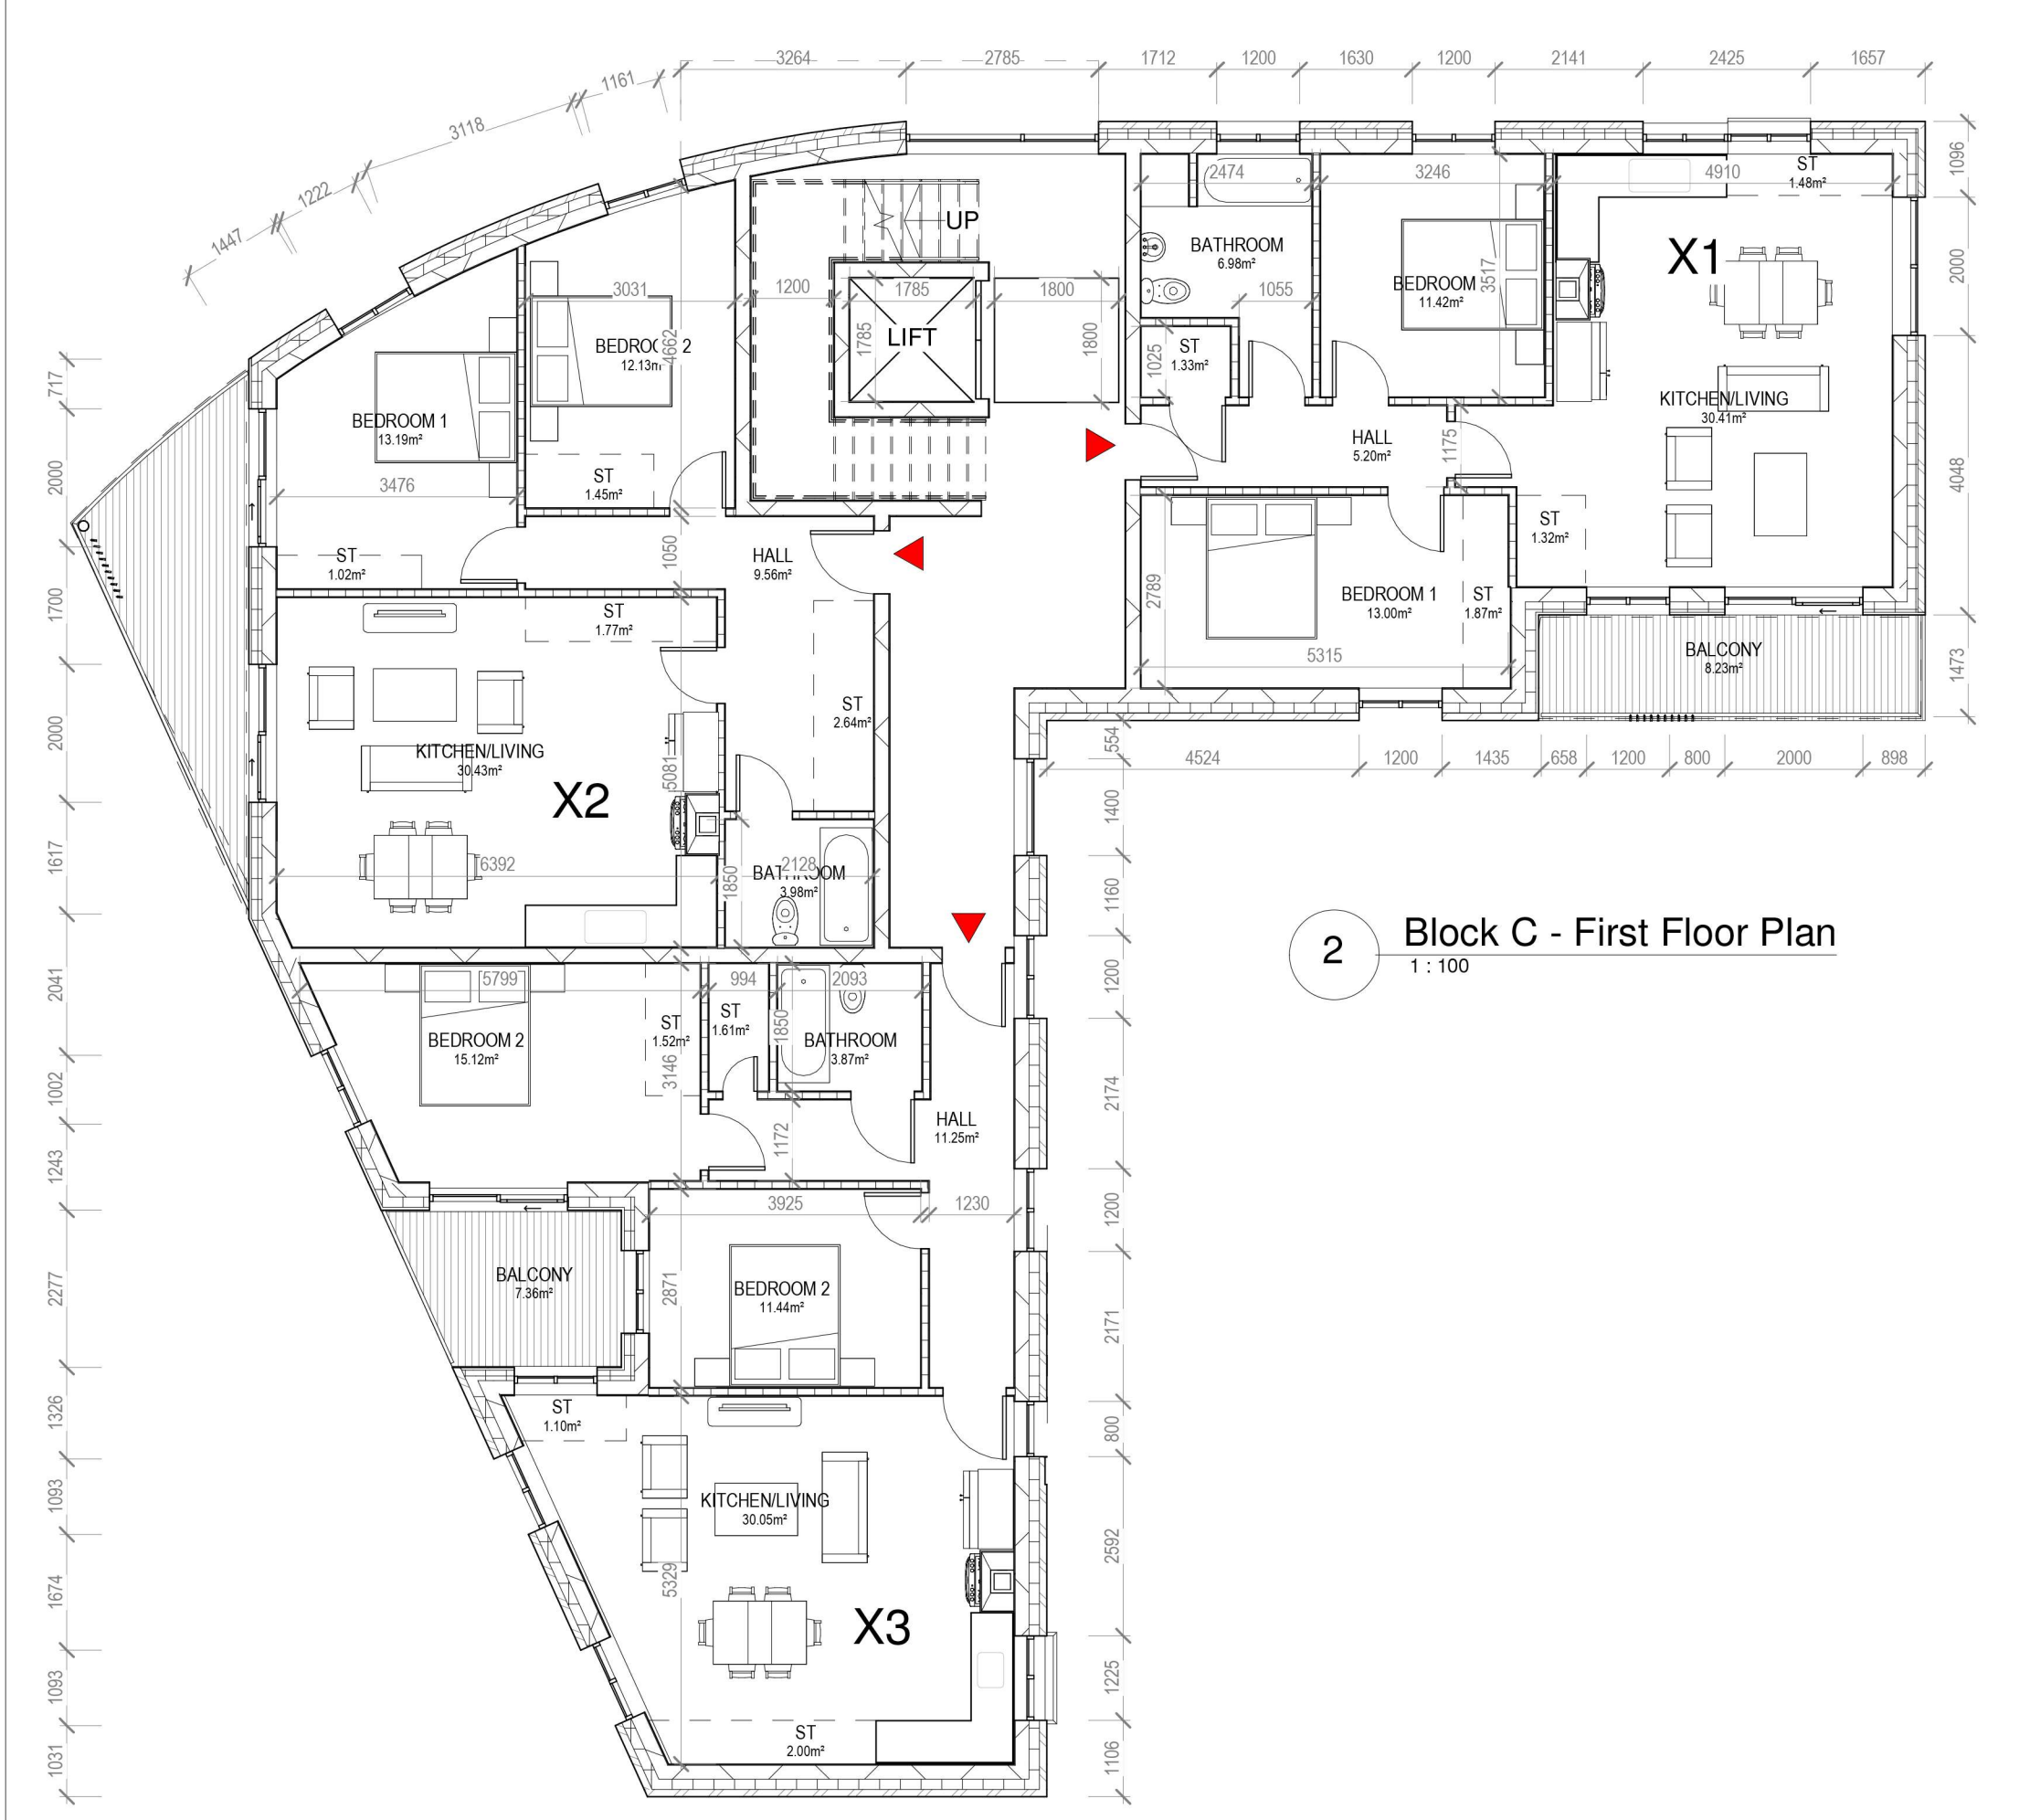 3264
2785
1712
1200
1630
1200
2141
2425
1657
1161
3118
1222
1447
1096
2000
4048
1473
UP
2474
3246
4910
ST
1.48m²
X1
BATHROOM
6.98m²
BEDROOM
11.42m²
3517
3031
1200
1785
1800
1055
LIFT
1785
1800
4662
BEDROOM 2
12.13m²
1025
ST
1.33m²
KITCHEN/LIVING
30.41m²
BEDROOM 1
13.19m²
HALL
5.20m²
1175
3476
ST
1.45m²
ST
1.32m²
ST
1.02m²
1050
HALL
9.56m²
2789
BEDROOM 1
13.00m²
ST
1.87m²
5315
BALCONY
8.23m²
717
2000
1700
2000
1617
2041
1002
1243
2277
1326
1093
1674
1093
1031
ST
1.77m²
ST
2.64m²
KITCHEN/LIVING
30.43m²
5081
X2
6392
1850
2128
BATHROOM
3.98m²
4524
1200
1435
658
1200
800
2000
898
554
1400
1160
1200
2174
1200
2171
800
2592
1225
1106
2
Block C - First Floor Plan
1 : 100
5799
994
2093
BEDROOM 2
15.12m²
ST
1.52m²
3146
ST
1.61m²
1850
BATHROOM
3.87m²
1172
HALL
11.25m²
3925
1230
BALCONY
7.36m²
2871
BEDROOM 2
11.44m²
ST
1.10m²
KITCHEN/LIVING
30.05m²
5329
X3
ST
2.00m²